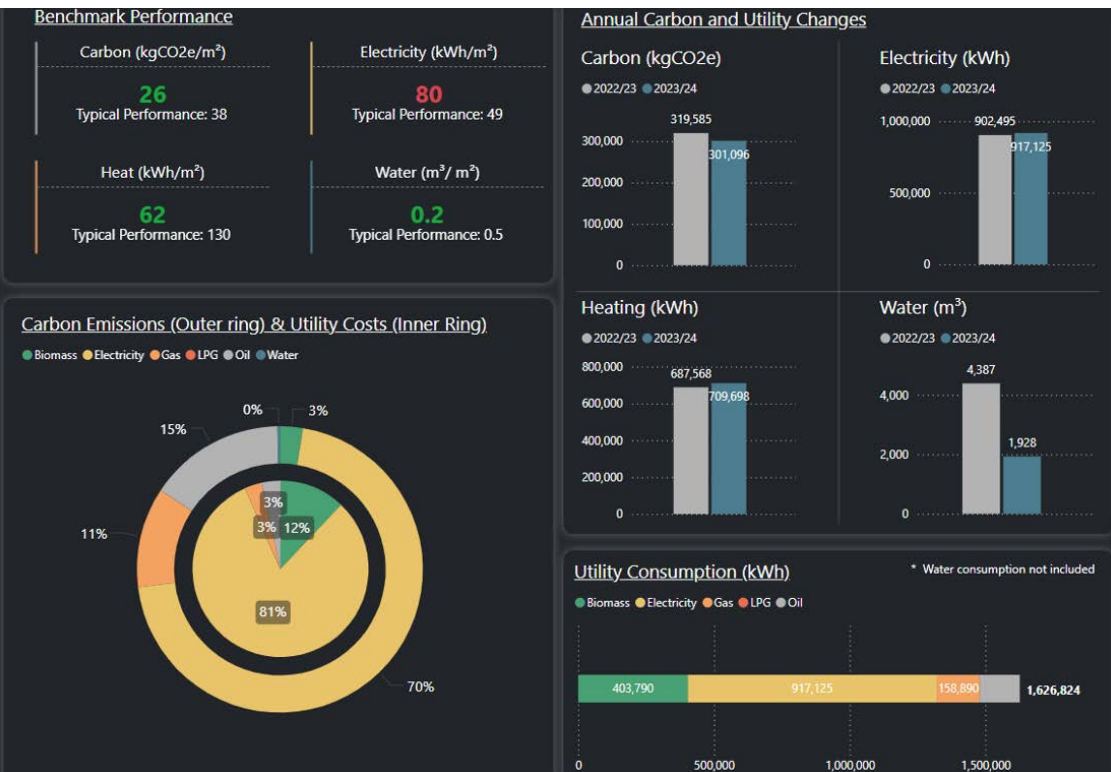 Benchmark Performance
Carbon (kgCO2e/m²)
26
Typical Performance: 38
Electricity (kWh/m²)
80
Typical Performance: 49
Heat (kWh/m²)
62
Typical Performance: 130
Water (m³/ m²)
0.2
Typical Performance: 0.5
Carbon Emissions (Outer ring) & Utility Costs (Inner Ring)
Biomass Electricity Gas LPG Oil Water
0%
3%
15%
11%
70%
3%
3%
12%
81%
Annual Carbon and Utility Changes
Carbon (kgCO2e)
2022/23 2023/24
319,585
301,096
300,000
200,000
100,000
0
Electricity (kWh)
2022/23 2023/24
1,000,000
902,495
917,125
500,000
0
Heating (kWh)
2022/23 2023/24
800,000
687,568
709,698
600,000
400,000
200,000
0
Water (m³)
2022/23 2023/24
4,387
4,000
1,928
2,000
0
Utility Consumption (kWh)
* Water consumption not included
Biomass Electricity Gas LPG Oil
403,790
917,125
158,890
1,626,824
0
500,000
1,000,000
1,500,000